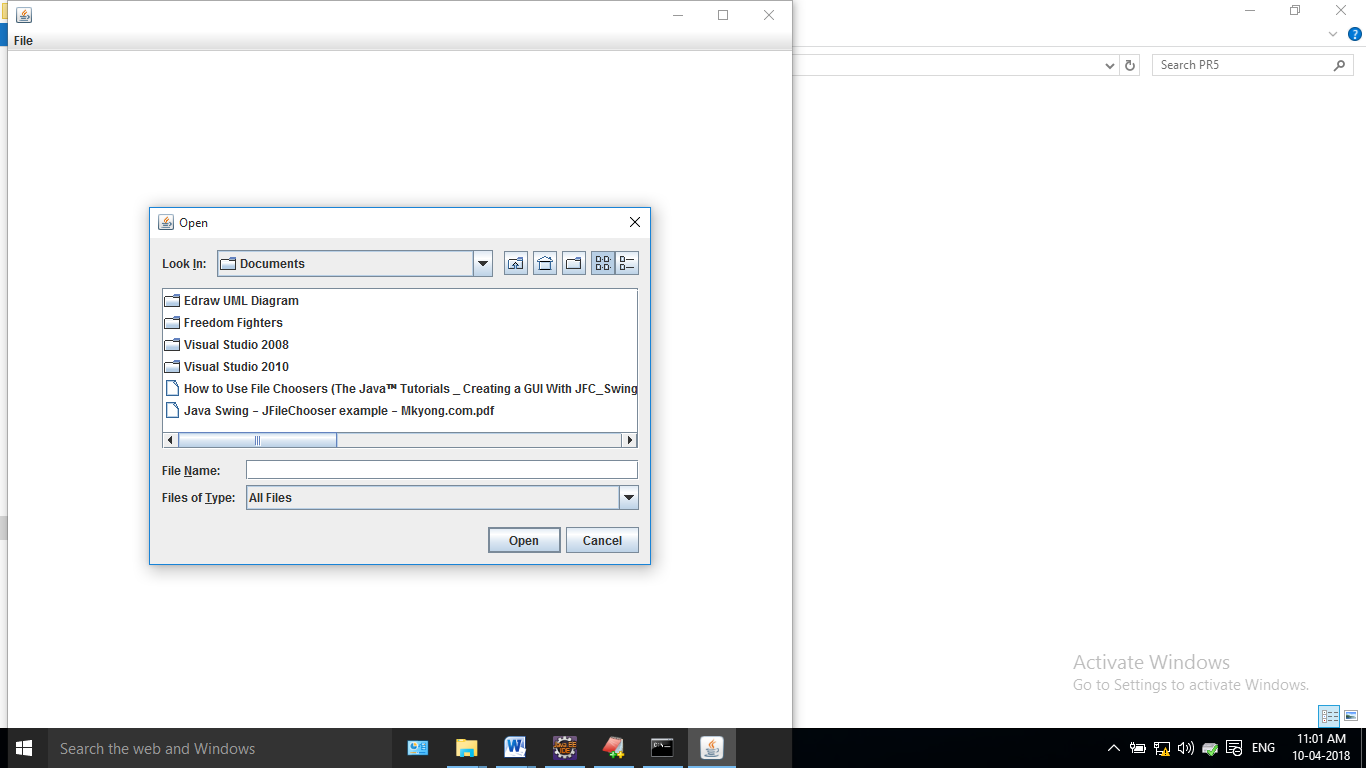 File
Search PR5
Open
Look In: Documents
Edraw UML Diagram
Freedom Fighters
Visual Studio 2008
Visual Studio 2010
How to Use File Choosers (The Java™ Tutorials _ Creating a GUI With JFC_Swing
Java Swing – JFileChooser example – Mkyong.com.pdf
File Name:
Files of Type: All Files
Open Cancel
Activate Windows
Go to Settings to activate Windows.
Search the web and Windows
ENG
11:01 AM
10-04-2018